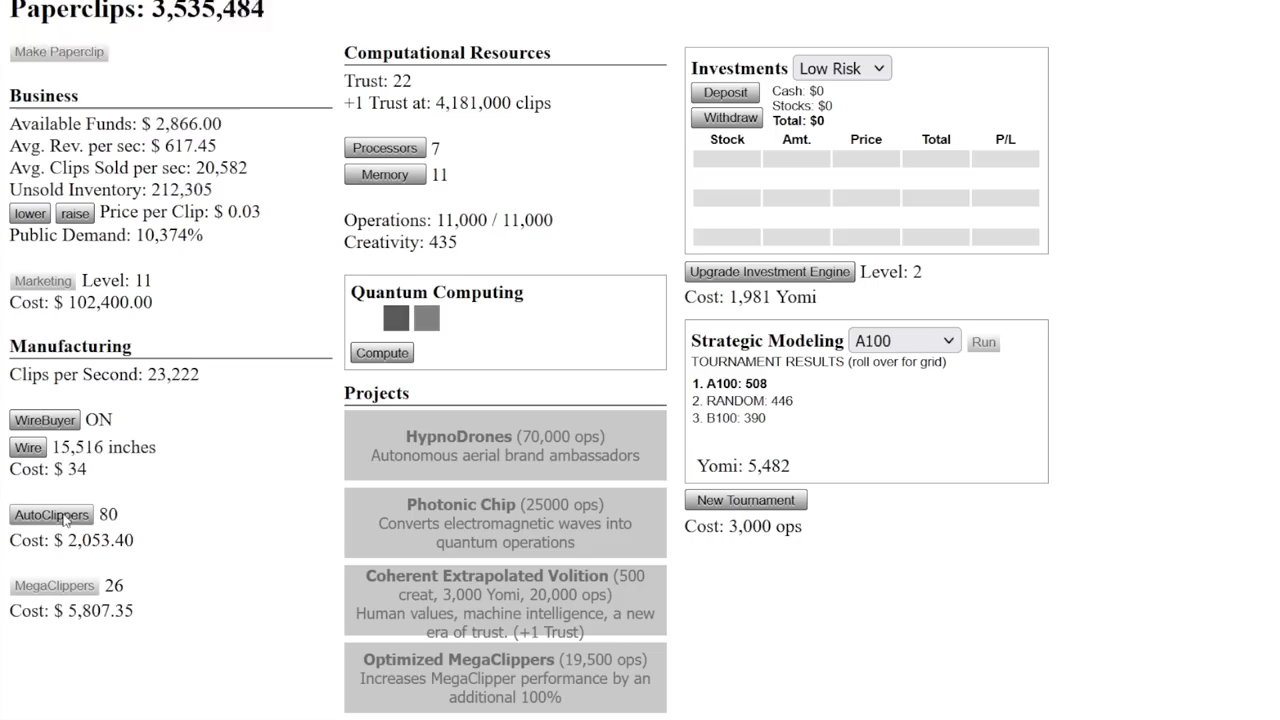 Paperclips: 3,535,484
Make Paperclip
Business
Available Funds: $ 2,866.00
Avg. Rev. per sec: $ 617.45
Avg. Clips Sold per sec: 20,582
Unsold Inventory: 212,305
lower raise Price per Clip: $ 0.03
Public Demand: 10,374%
Marketing Level: 11
Cost: $ 102,400.00
Manufacturing
Clips per Second: 23,222
WireBuyer ON
Wire 15,516 inches
Cost: $ 34
AutoClippers 80
Cost: $ 2,053.40
MegaClippers 26
Cost: $ 5,807.35
Computational Resources
Trust: 22
+1 Trust at: 4,181,000 clips
Processors 7
Memory 11
Operations: 11,000 / 11,000
Creativity: 435
Quantum Computing
Compute
Projects
HypnoDrones (70,000 ops)
Autonomous aerial brand ambassadors
Photonic Chip (25000 ops)
Converts electromagnetic waves into
quantum operations
Coherent Extrapolated Volition (500
creat, 3,000 Yomi, 20,000 ops)
Human values, machine intelligence, a new
era of trust. (+1 Trust)
Optimized MegaClippers (19,500 ops)
Increases MegaClipper performance by an
additional 100%
Investments Low Risk
Deposit Cash: $0
Stocks: $0
Withdraw Total: $0
Stock Amt. Price Total P/L
Upgrade Investment Engine Level: 2
Cost: 1,981 Yomi
Strategic Modeling A100 Run
TOURNAMENT RESULTS (roll over for grid)
1. A100: 508
2. RANDOM: 446
3. B100: 390
Yomi: 5,482
New Tournament
Cost: 3,000 ops